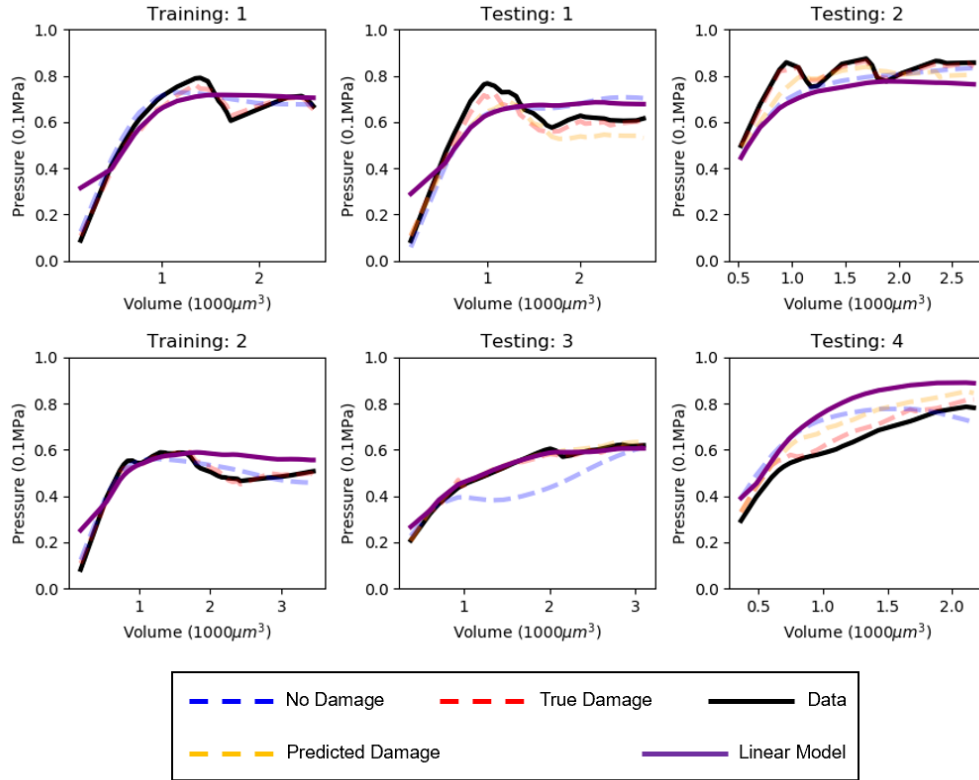 Training: 1
1.0
0.8
0.6
0.4
0.2
0.0
Pressure (0.1MPa)
1 2
Volume (1000μm³)
Testing: 1
1.0
0.8
0.6
0.4
0.2
0.0
Pressure (0.1MPa)
1 2
Volume (1000μm³)
Testing: 2
1.0
0.8
0.6
0.4
0.2
0.0
Pressure (0.1MPa)
0.5 1.0 1.5 2.0 2.5
Volume (1000μm³)
Training: 2
1.0
0.8
0.6
0.4
0.2
0.0
Pressure (0.1MPa)
1 2 3
Volume (1000μm³)
Testing: 3
1.0
0.8
0.6
0.4
0.2
0.0
Pressure (0.1MPa)
1 2 3
Volume (1000μm³)
Testing: 4
1.0
0.8
0.6
0.4
0.2
0.0
Pressure (0.1MPa)
0.5 1.0 1.5 2.0
Volume (1000μm³)
No Damage True Damage Data
Predicted Damage Linear Model